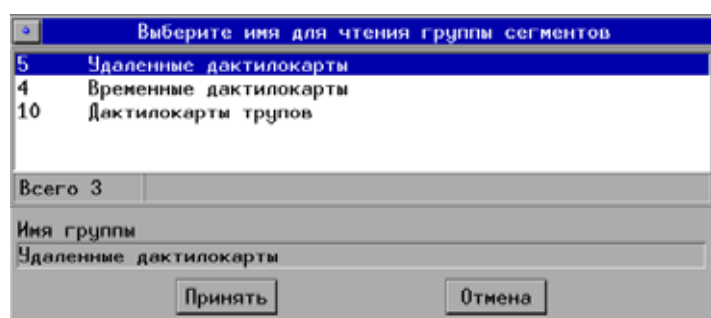 Выберите имя для чтения группы сегментов
5 Удаленные дактилокарты
4 Временные дактилокарты
10 Дактилокарты трупов
Всего 3
Имя группы
Удаленные дактилокарты
Принять Отмена